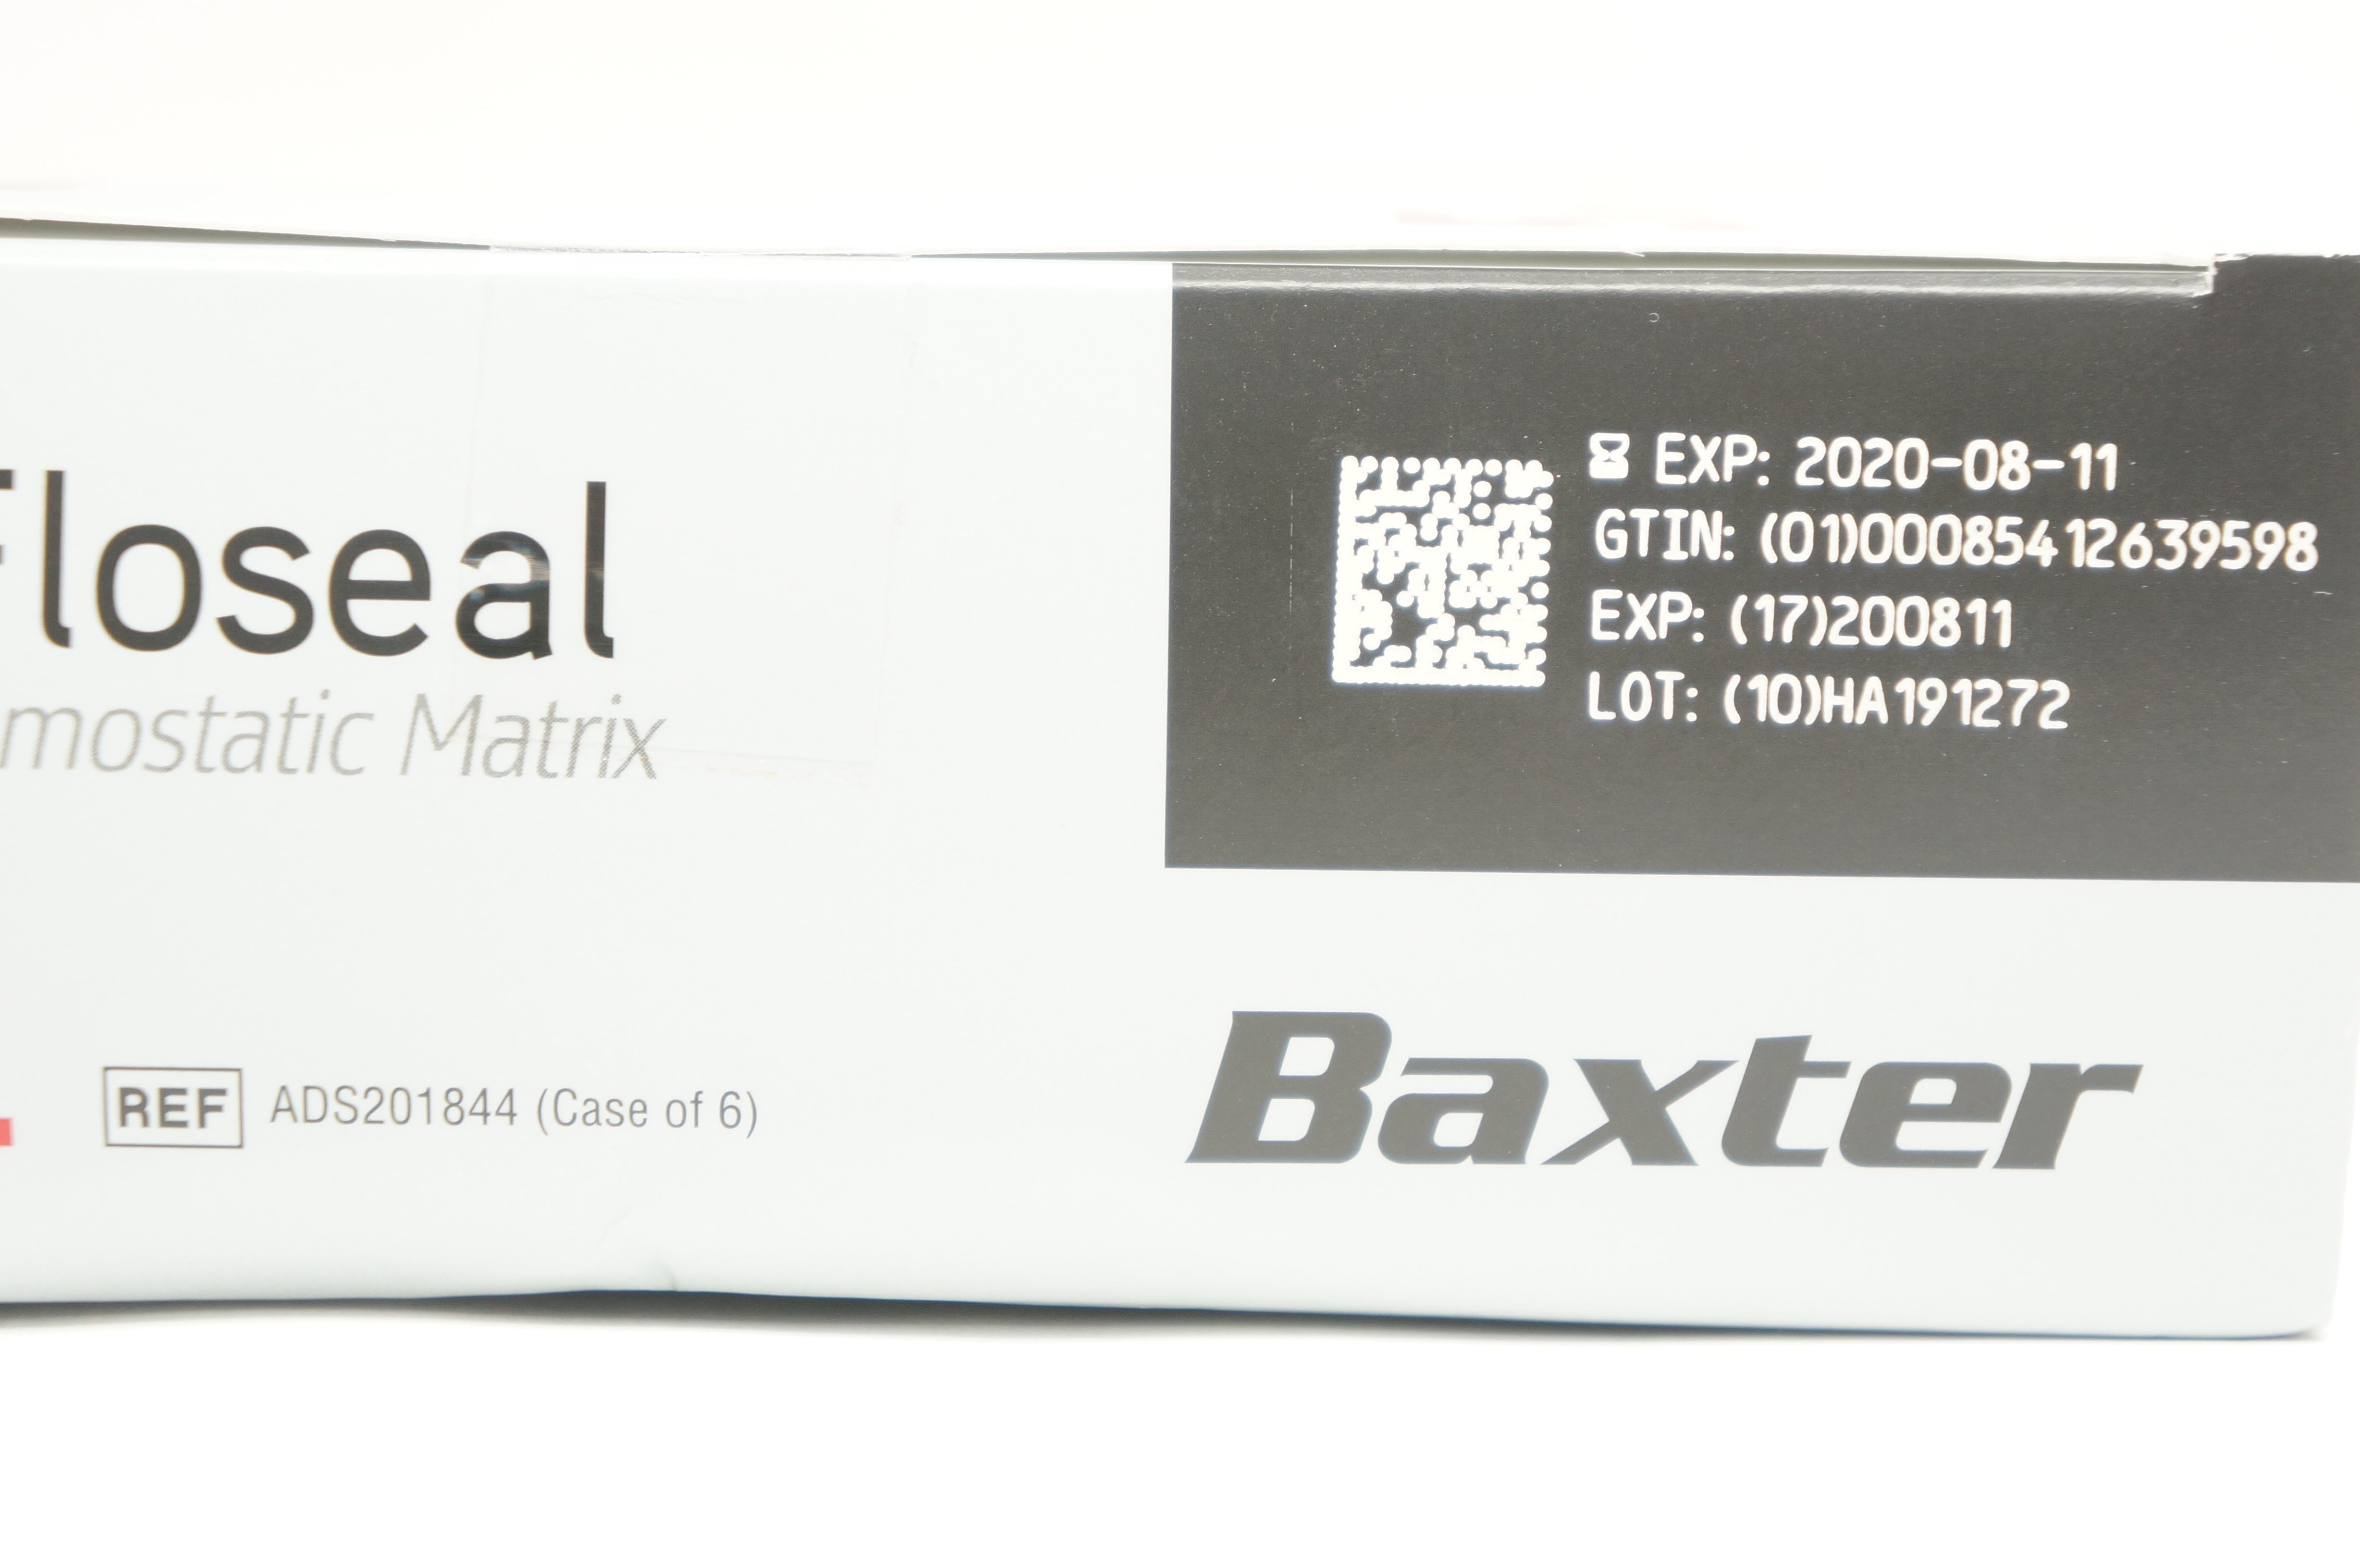 Floseal
mostatic Matrix
REF ADS201844 (Case of 6)
EXP: 2020-08-11
GTIN: (01)00085412639598
EXP: (17)200811
LOT: (10)HA191272
Baxter